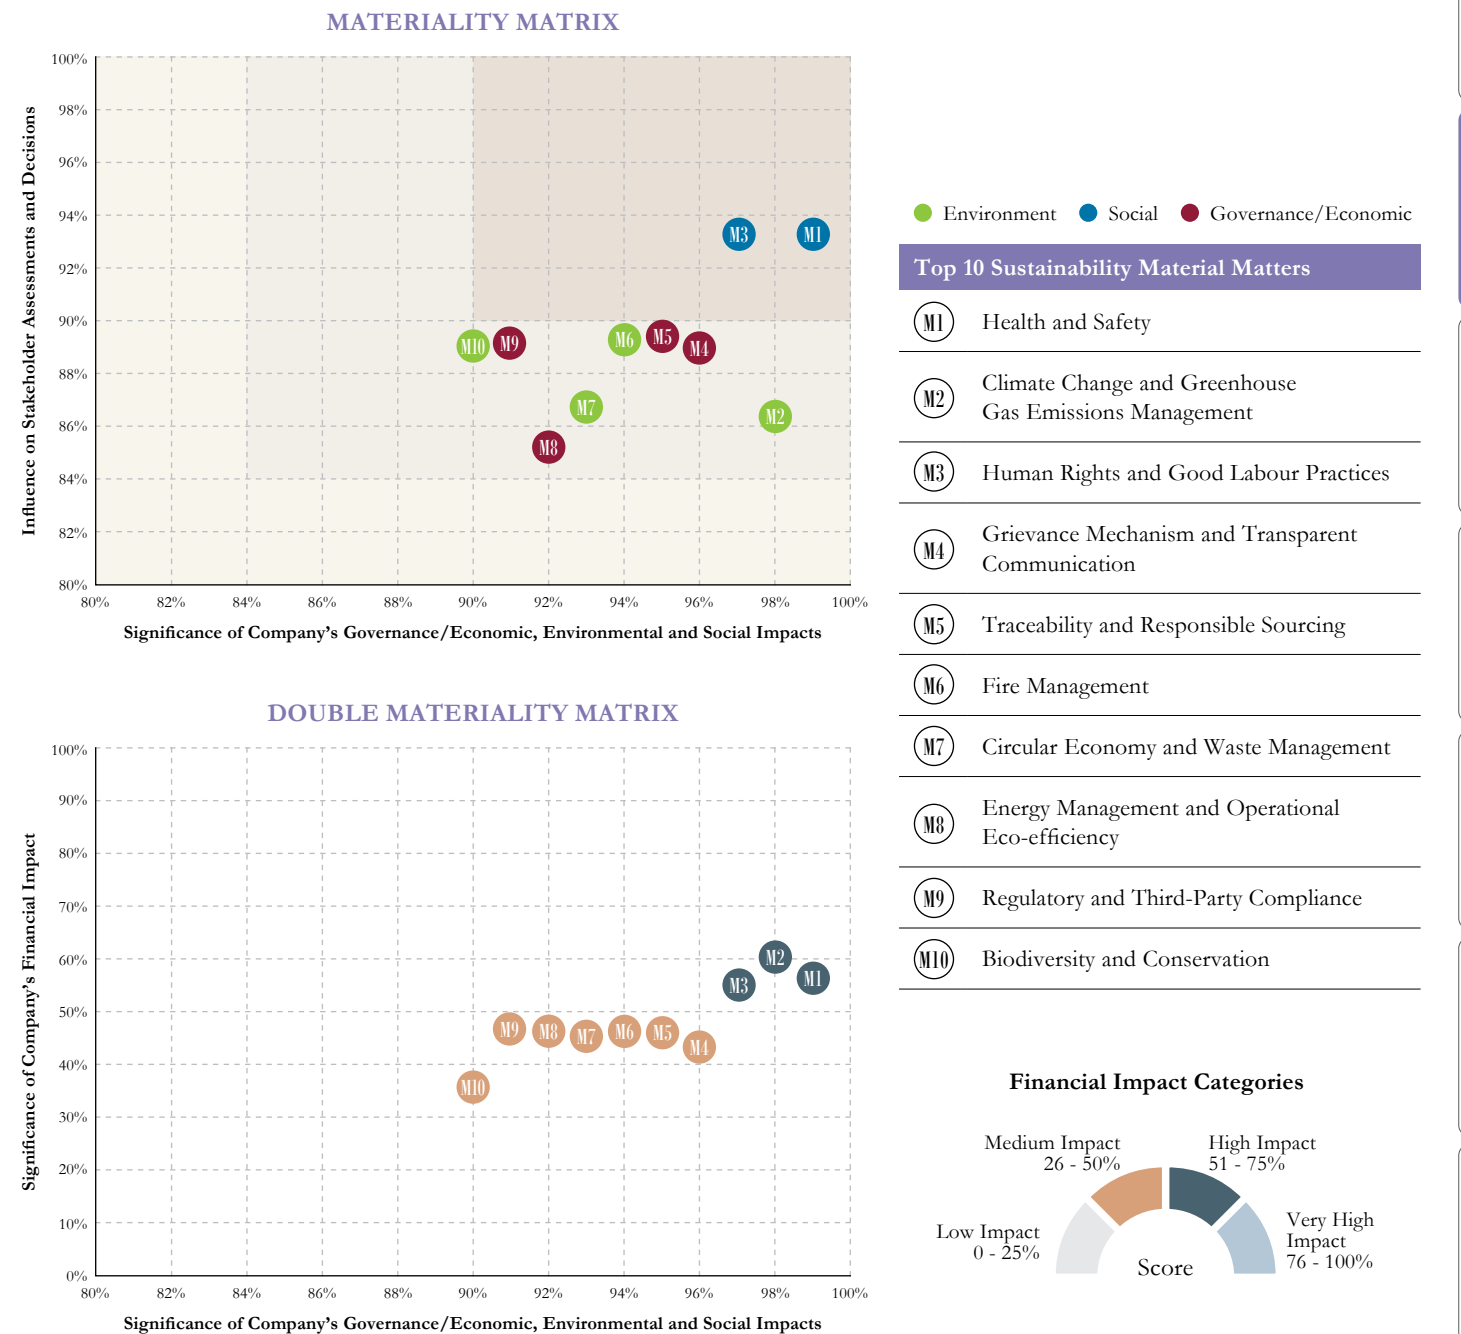 MATERIALITY MATRIX
Influence on Stakeholder Assessments and Decisions
100%
98%
96%
94%
92%
90%
88%
86%
84%
82%
80%
M3
M1
M10
M9
M6
M5
M4
M7
M2
M8
80%
82%
84%
86%
88%
90%
92%
94%
96%
98%
100%
Significance of Company's Governance/Economic, Environmental and Social Impacts
DOUBLE MATERIALITY MATRIX
Significance of Company's Financial Impact
100%
90%
80%
70%
60%
50%
40%
30%
20%
10%
0%
M2
M3
M1
M9
M8
M7
M6
M5
M4
M10
80%
82%
84%
86%
88%
90%
92%
94%
96%
98%
100%
Significance of Company's Governance/Economic, Environmental and Social Impacts
Environment
Social
Governance/Economic
Top 10 Sustainability Material Matters
M1 Health and Safety
M2 Climate Change and Greenhouse
Gas Emissions Management
M3 Human Rights and Good Labour Practices
M4 Grievance Mechanism and Transparent
Communication
M5 Traceability and Responsible Sourcing
M6 Fire Management
M7 Circular Economy and Waste Management
M8 Energy Management and Operational
Eco-efficiency
M9 Regulatory and Third-Party Compliance
M10 Biodiversity and Conservation
Financial Impact Categories
Medium Impact
26 - 50%
High Impact
51 - 75%
Low Impact
0 - 25%
Very High
Impact
76 - 100%
Score